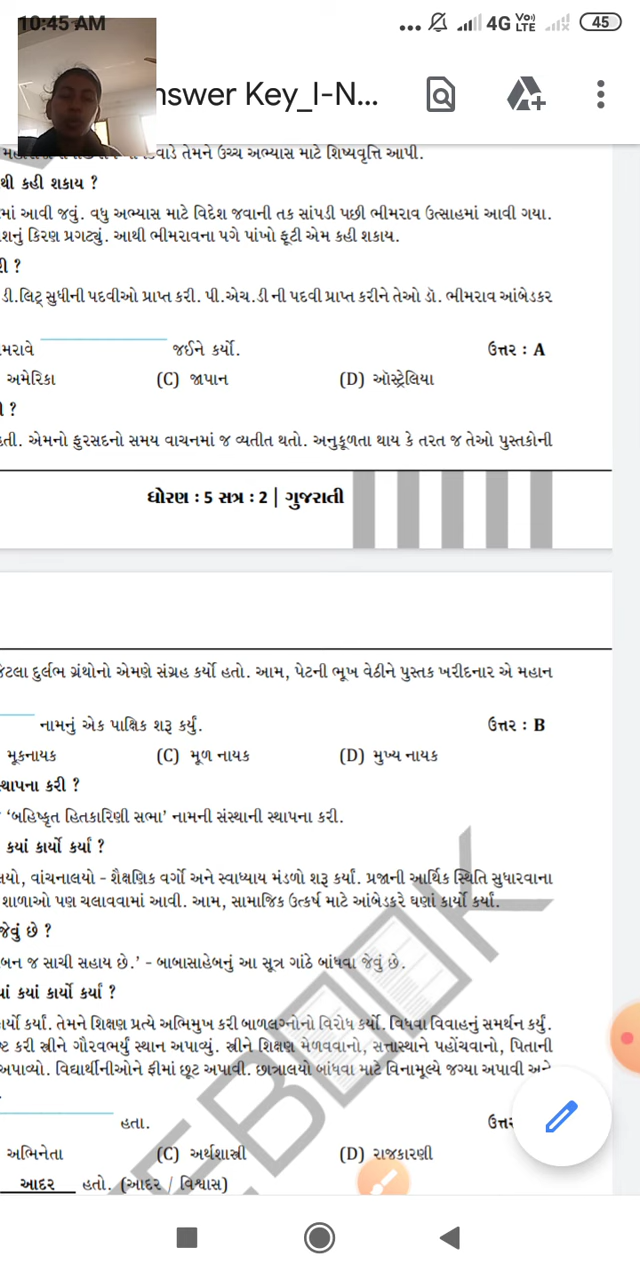 10:45 AM
4G VoLTE 45
nswer Key_I-N...
તેમને ઉચ્ચ અભ્યાસ માટે શિષ્યવૃત્તિ આપી.
થી કહી શકાય ?
માં આવી જવું. વધુ અભ્યાસ માટે વિદેશ જવાની તક સાંપડી પછી ભીમરાવ ઉત્સાહમાં આવી ગયા.
શનું કિરણ પ્રગટ્યું. આથી ભીમરાવના પગે પાંખો ફૂટી એમ કહી શકાય.
રી ?
ડી.લિટ્ સુધીની પદવીઓ પ્રાપ્ત કરી. પી.એચ.ડી ની પદવી પ્રાપ્ત કરીને તેઓ ડૉ. ભીમરાવ આંબેડકર
મરાવે જઈને કર્યો. ઉત્તર : A
અમેરિકા (C) જાપાન (D) ઑસ્ટ્રેલિયા
ી ?
હતી. એમનો ફુરસદનો સમય વાચનમાં જ વ્યતીત થતો. અનુકૂળતા થાય કે તરત જ તેઓ પુસ્તકોની
ધોરણ : 5 સત્ર : 2 | ગુજરાતી
કેટલા દુર્લભ ગ્રંથોનો એમણે સંગ્રહ કર્યો હતો. આમ, પેટની ભૂખ વેઠીને પુસ્તક ખરીદનાર એ મહાન
નામનું એક પાક્ષિક શરૂ કર્યું. ઉત્તર : B
મૂકનાયક (C) મૂળ નાયક (D) મુખ્ય નાયક
સ્થાપના કરી ?
‘બહિષ્કૃત હિતકારિણી સભા’ નામની સંસ્થાની સ્થાપના કરી.
કયાં કાર્યો કર્યાં ?
લયો, વાંચનાલયો - શૈક્ષણિક વર્ગો અને સ્વાધ્યાય મંડળો શરૂ કર્યાં. પ્રજાની આર્થિક સ્થિતિ સુધારવાના
શાળાઓ પણ ચલાવવામાં આવી. આમ, સામાજિક ઉત્કર્ષ માટે આંબેડકરે ઘણાં કાર્યો કર્યાં.
જેવું છે ?
બન જ સાચી સહાય છે.’ - બાબાસાહેબનું આ સૂત્ર ગાંઠે બાંધવા જેવું છે.
યાં કયાં કાર્યો કર્યાં ?
કાર્યો કર્યાં. તેમને શિક્ષણ પ્રત્યે અભિમુખ કરી બાળલગ્નોનો વિરોધ કર્યો. વિધવા વિવાહનું સમર્થન કર્યું.
ષ્ટ કરી સ્ત્રીને ગૌરવભર્યું સ્થાન અપાવ્યું. સ્ત્રીને શિક્ષણ મેળવવાનો, સત્તાસ્થાને પહોંચવાનો, પિતાની
અપાવ્યો. વિદ્યાર્થીનીઓને ફીમાં છૂટ અપાવી. છાત્રાલયો બાંધવા માટે વિનામૂલ્યે જગ્યા અપાવી અને
હતા. ઉત્તર
અભિનેતા (C) અર્થશાસ્ત્રી (D) રાજકારણી
આદર હતો. (આદર / વિશ્વાસ)
EBOOK